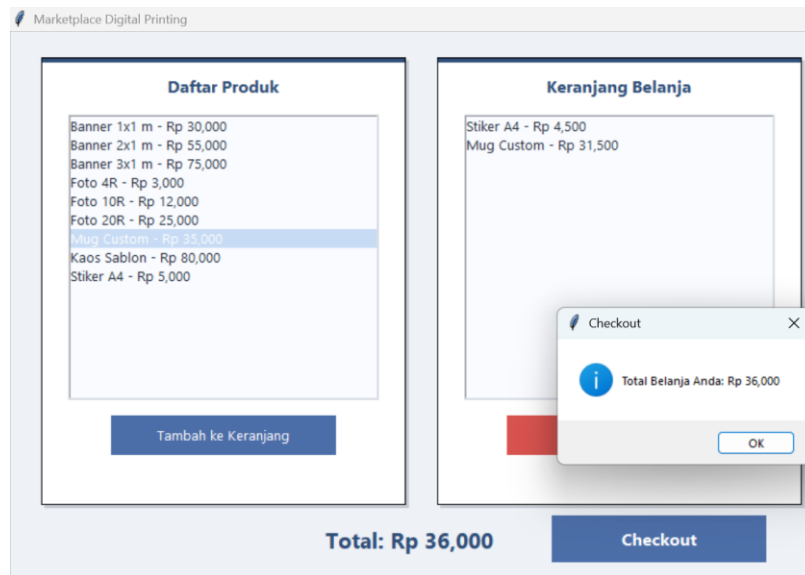 Marketplace Digital Printing
Daftar Produk
Banner 1x1 m - Rp 30,000
Banner 2x1 m - Rp 55,000
Banner 3x1 m - Rp 75,000
Foto 4R - Rp 3,000
Foto 10R - Rp 12,000
Foto 20R - Rp 25,000
Mug Custom - Rp 35,000
Kaos Sablon - Rp 80,000
Stiker A4 - Rp 5,000
Tambah ke Keranjang
Keranjang Belanja
Stiker A4 - Rp 4,500
Mug Custom - Rp 31,500
Checkout
Total Belanja Anda: Rp 36,000
OK
Total: Rp 36,000
Checkout